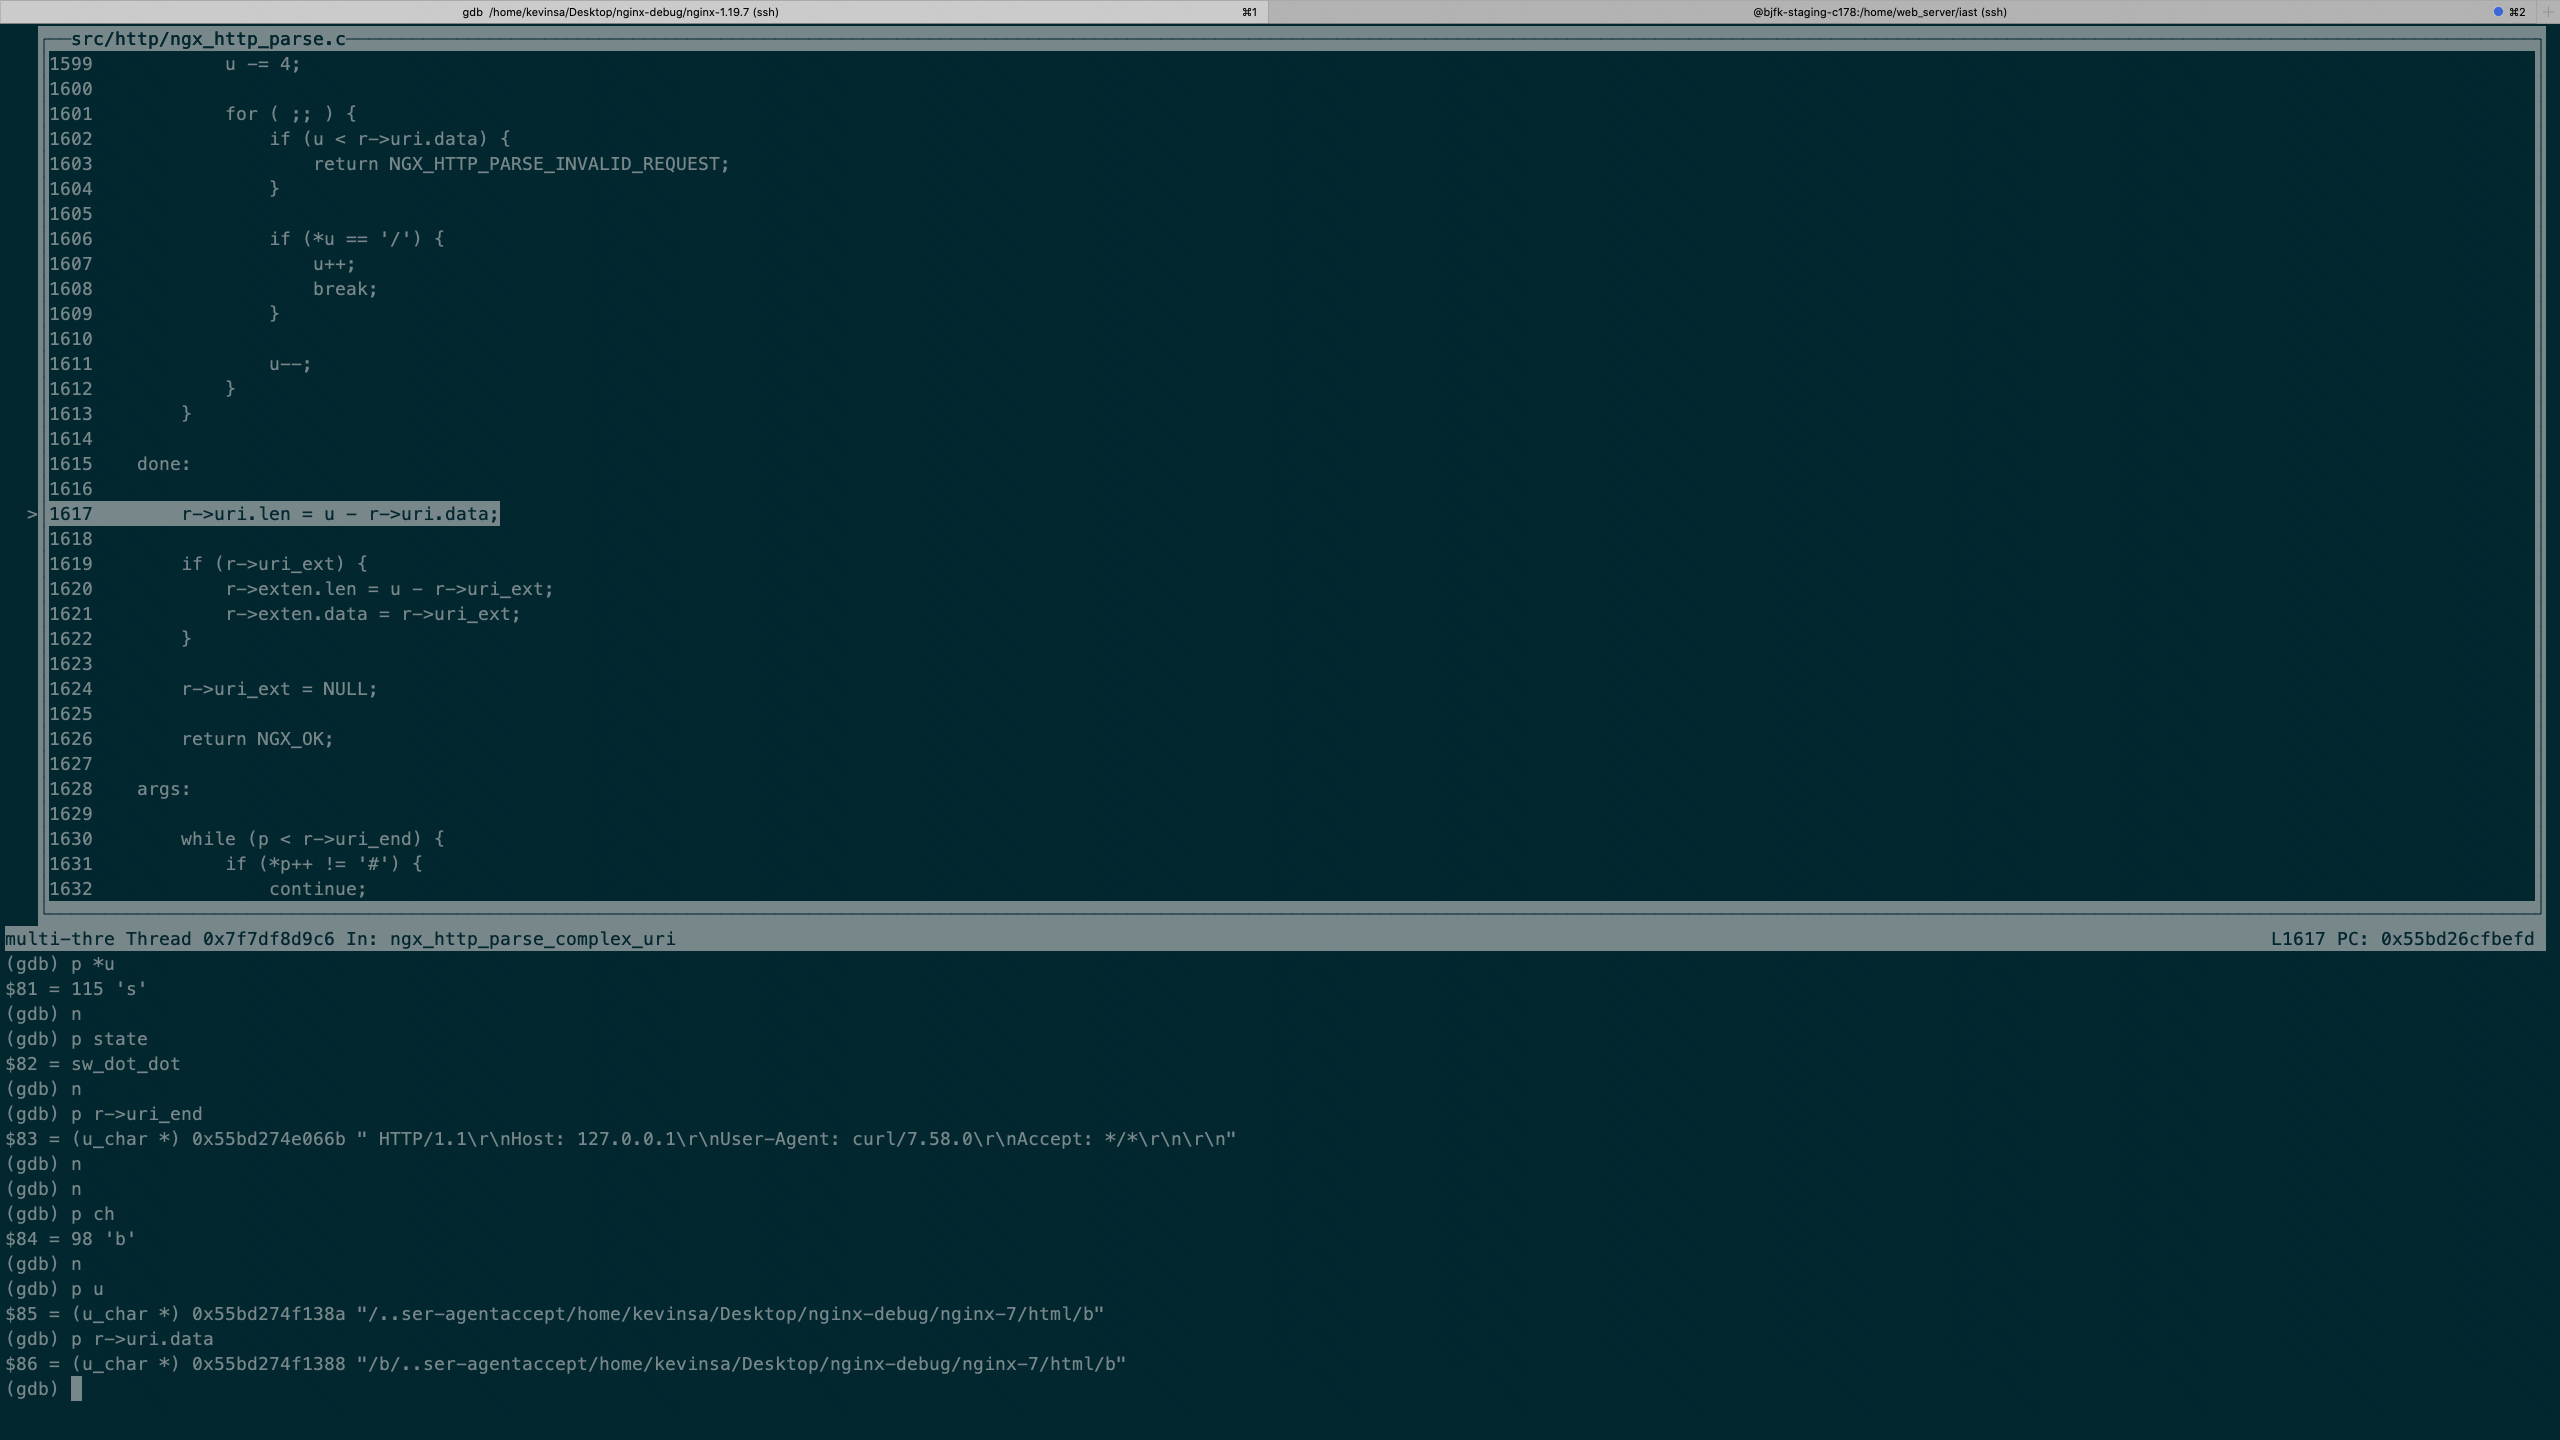 gdb /home/kevinsa/Desktop/nginx-debug/nginx-1.19.7 (ssh) ⌘1 @bjfk-staging-c178:/home/web_server/iast (ssh) ⌘2
src/http/ngx_http_parse.c
1599            u -= 4;
1600
1601            for ( ;; ) {
1602                if (u < r->uri.data) {
1603                    return NGX_HTTP_PARSE_INVALID_REQUEST;
1604                }
1605
1606                if (*u == '/') {
1607                    u++;
1608                    break;
1609                }
1610
1611                u--;
1612            }
1613        }
1614
1615    done:
1616
> 1617        r->uri.len = u - r->uri.data;
1618
1619        if (r->uri_ext) {
1620            r->exten.len = u - r->uri_ext;
1621            r->exten.data = r->uri_ext;
1622        }
1623
1624        r->uri_ext = NULL;
1625
1626        return NGX_OK;
1627
1628    args:
1629
1630        while (p < r->uri_end) {
1631            if (*p++ != '#') {
1632                continue;
multi-thre Thread 0x7f7df8d9c6 In: ngx_http_parse_complex_uri L1617 PC: 0x55bd26cfbefd
(gdb) p *u
$81 = 115 's'
(gdb) n
(gdb) p state
$82 = sw_dot_dot
(gdb) n
(gdb) p r->uri_end
$83 = (u_char *) 0x55bd274e066b " HTTP/1.1\r\nHost: 127.0.0.1\r\nUser-Agent: curl/7.58.0\r\nAccept: */*\r\n\r\n"
(gdb) n
(gdb) n
(gdb) p ch
$84 = 98 'b'
(gdb) n
(gdb) p u
$85 = (u_char *) 0x55bd274f138a "/..ser-agentaccept/home/kevinsa/Desktop/nginx-debug/nginx-7/html/b"
(gdb) p r->uri.data
$86 = (u_char *) 0x55bd274f1388 "/b/..ser-agentaccept/home/kevinsa/Desktop/nginx-debug/nginx-7/html/b"
(gdb)